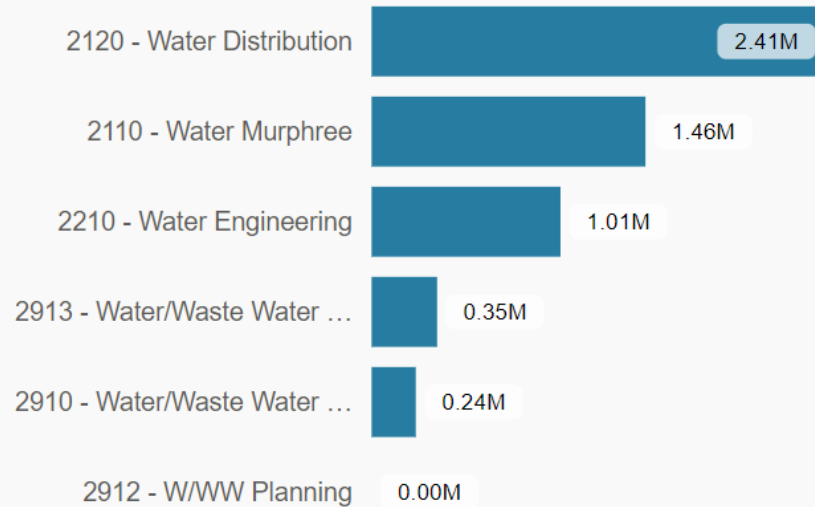 2120 - Water Distribution 2.41M
2110 - Water Murphree 1.46M
2210 - Water Engineering 1.01M
2913 - Water/Waste Water … 0.35M
2910 - Water/Waste Water … 0.24M
2912 - W/WW Planning 0.00M